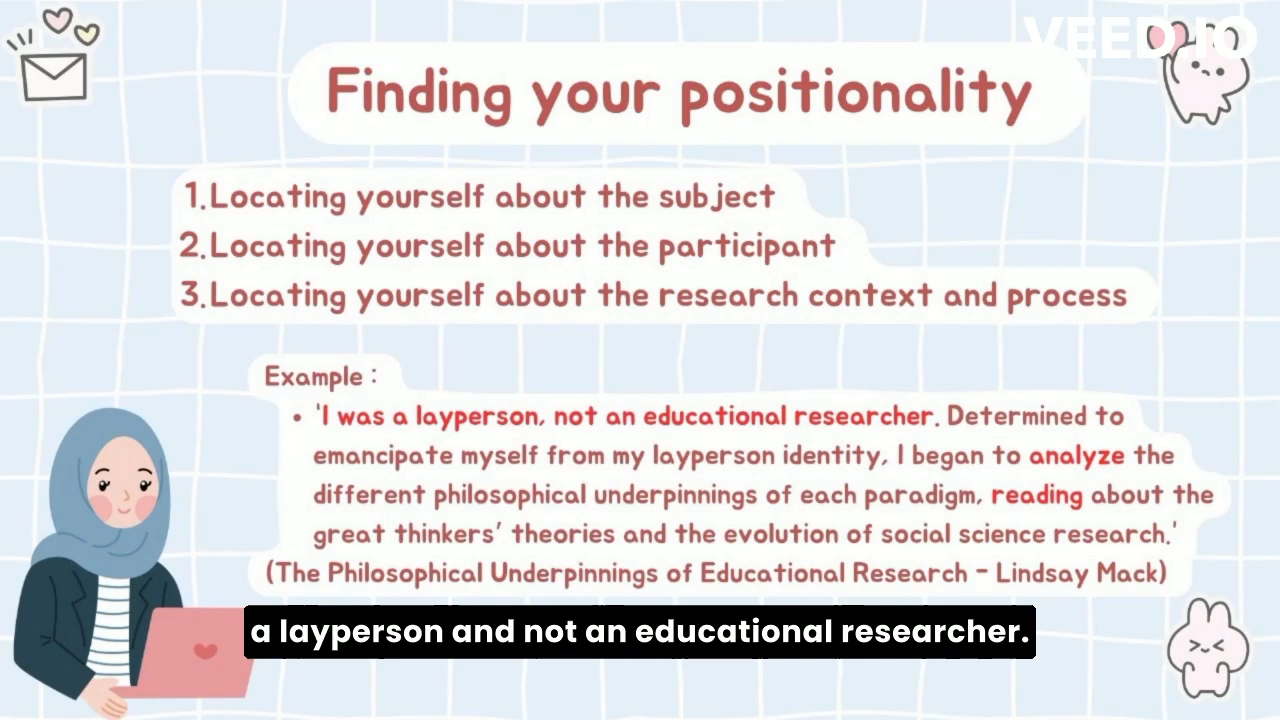 VEED.IO
Finding your positionality
1.Locating yourself about the subject
2.Locating yourself about the participant
3.Locating yourself about the research context and process
Example :
• 'I was a layperson, not an educational researcher. Determined to
emancipate myself from my layperson identity, I began to analyze the
different philosophical underpinnings of each paradigm, reading about the
great thinkers' theories and the evolution of social science research.'
(The Philosophical Underpinnings of Educational Research - Lindsay Mack)
a layperson and not an educational researcher.